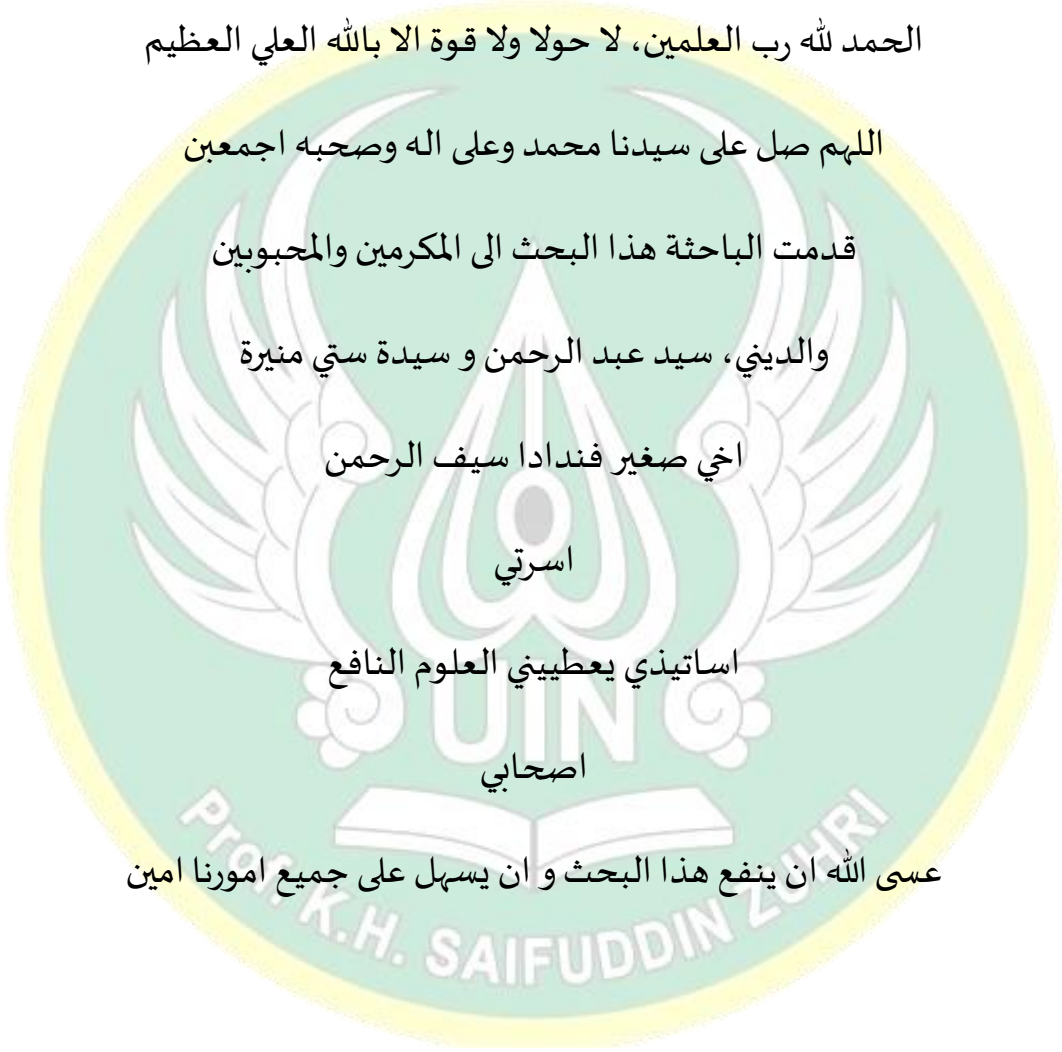 الحمد لله رب العلمين، لا حولا ولا قوة الا بالله العلي العظيم
اللهم صل على سيدنا محمد وعلى اله وصحبه اجمعبن
قدمت الباحثة هذا البحث الى المكرمين والمحبوبين
والديني، سيد عبد الرحمن و سيدة ستي منيرة
اخي صغير فندادا سيف الرحمن
اسرتي
اساتيذي يعطييني العلوم النافع
UIN
اصحابي
عسى الله ان ينفع هذا البحث و ان يسهل على جميع امورنا امين
Prof. K.H. SAIFUDDIN ZUHRI